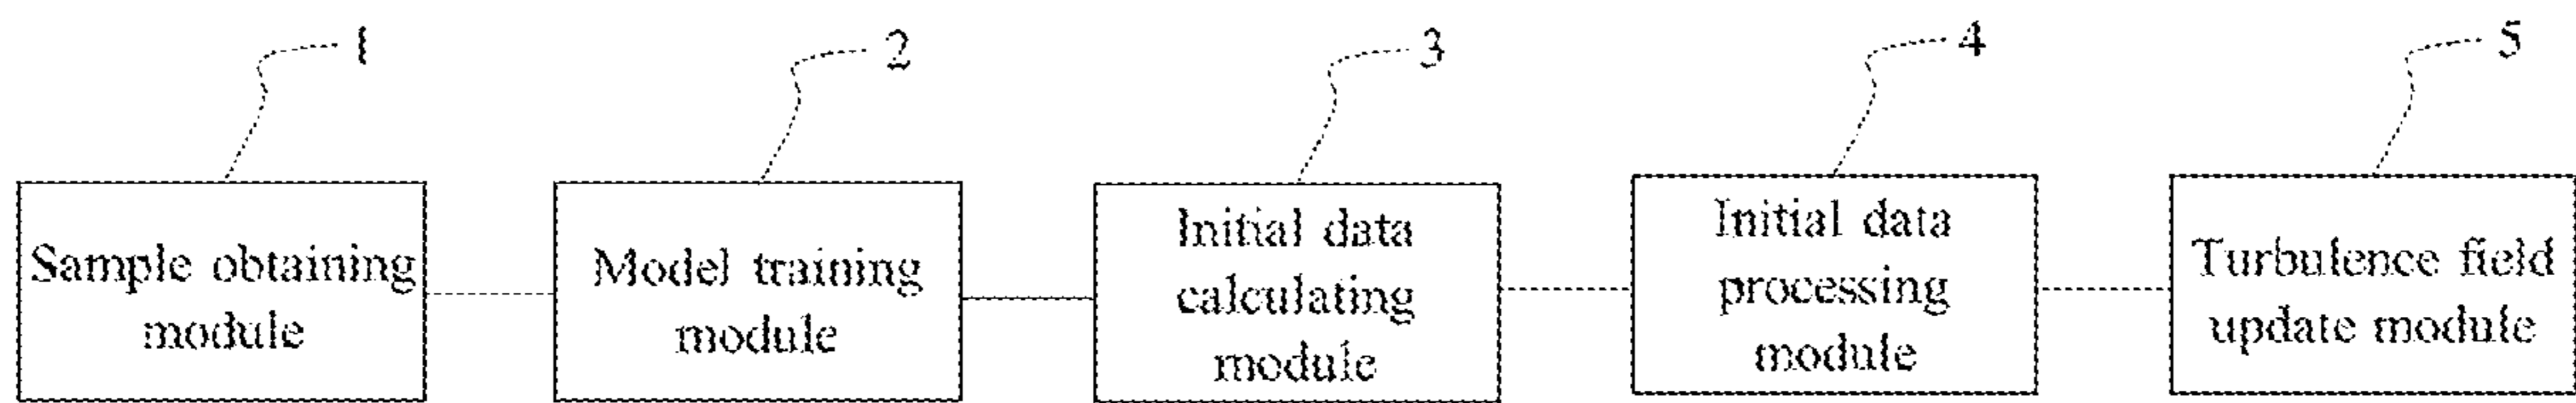 1
2
3
4
5
Sample obtaining
module
Model training
module
Initial data
calculating
module
Initial data
processing
module
Turbulence field
update module